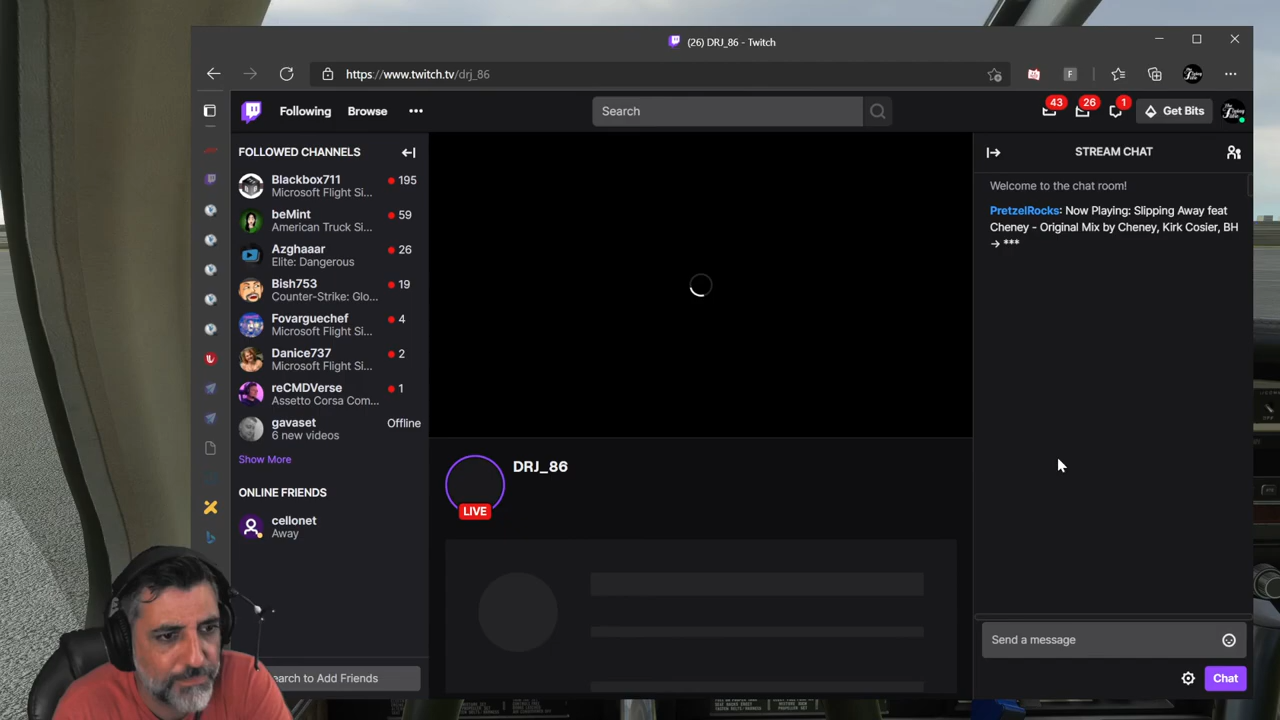 (26) DRJ_86 - Twitch
https://www.twitch.tv/drj_86
F
Following
Browse
Search
43
26
1
Get Bits
FOLLOWED CHANNELS
Blackbox711
195
Microsoft Flight Si...
beMint
59
American Truck Si...
Azghaaar
26
Elite: Dangerous
Bish753
19
Counter-Strike: Glo...
Fovarguechef
4
Microsoft Flight Si...
Danice737
2
Microsoft Flight Si...
reCMDVerse
1
Assetto Corsa Com...
gavaset
Offline
6 new videos
Show More
ONLINE FRIENDS
cellonet
Away
earch to Add Friends
DRJ_86
LIVE
STREAM CHAT
Welcome to the chat room!
PretzelRocks: Now Playing: Slipping Away feat
Cheney - Original Mix by Cheney, Kirk Cosier, BH
→ ***
Send a message
Chat